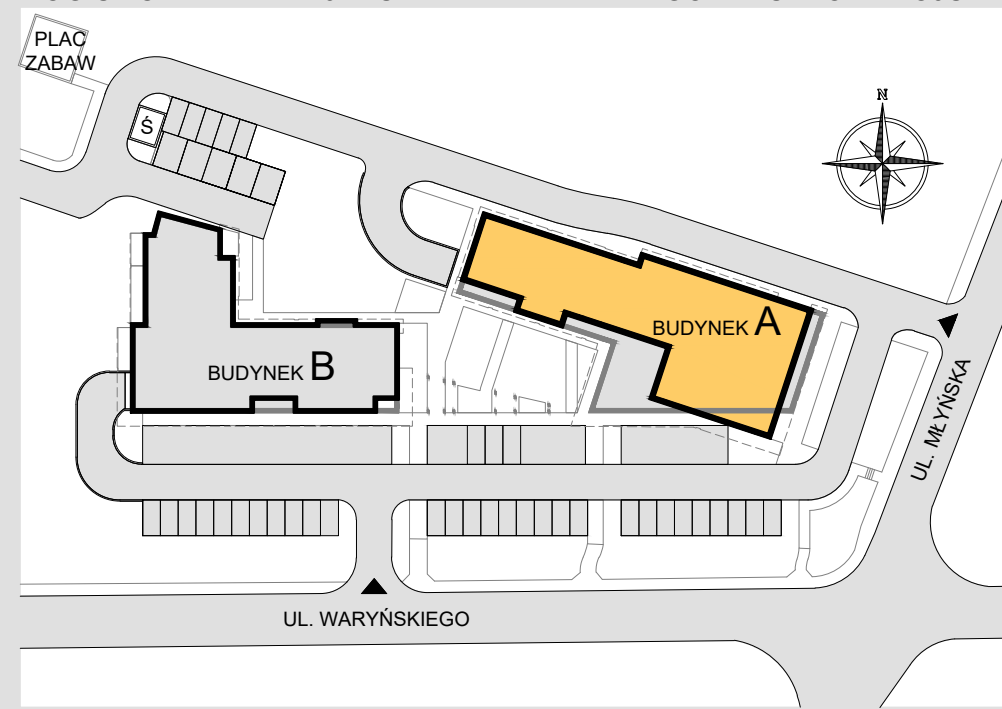 PLAC
ZABAW
Ś
N
BUDYNEK A
BUDYNEK B
UL. MŁYŃSKA
UL. WARYŃSKIEGO